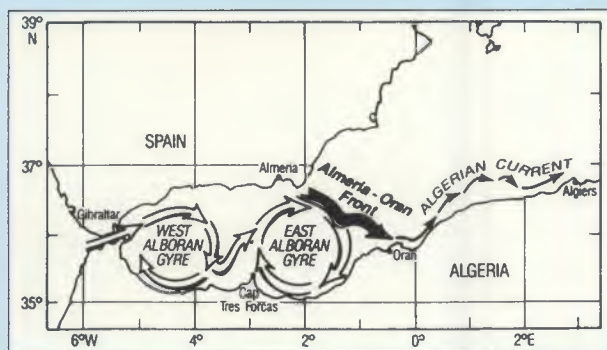 39°
N
37°
35°
SPAIN
Almeria
Gibraltar
WEST
ALBORAN
GYRE
EAST
ALBORAN
GYRE
Almeria - Oran
Front
ALGERIAN CURRENT
Algiers
Oran
Cap
Tres Forcas
ALGERIA
6°W
4°
2°
0°
2°E